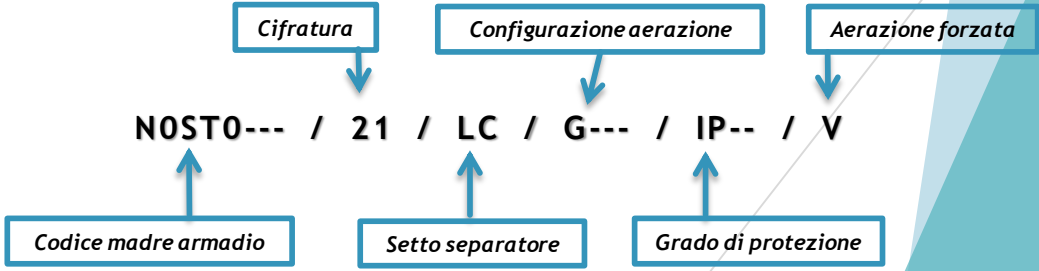 Cifratura Configurazione aerazione Aerazione forzata
N0ST0--- / 21 / LC / G--- / IP-- / V
Codice madre armadio Setto separatore Grado di protezione